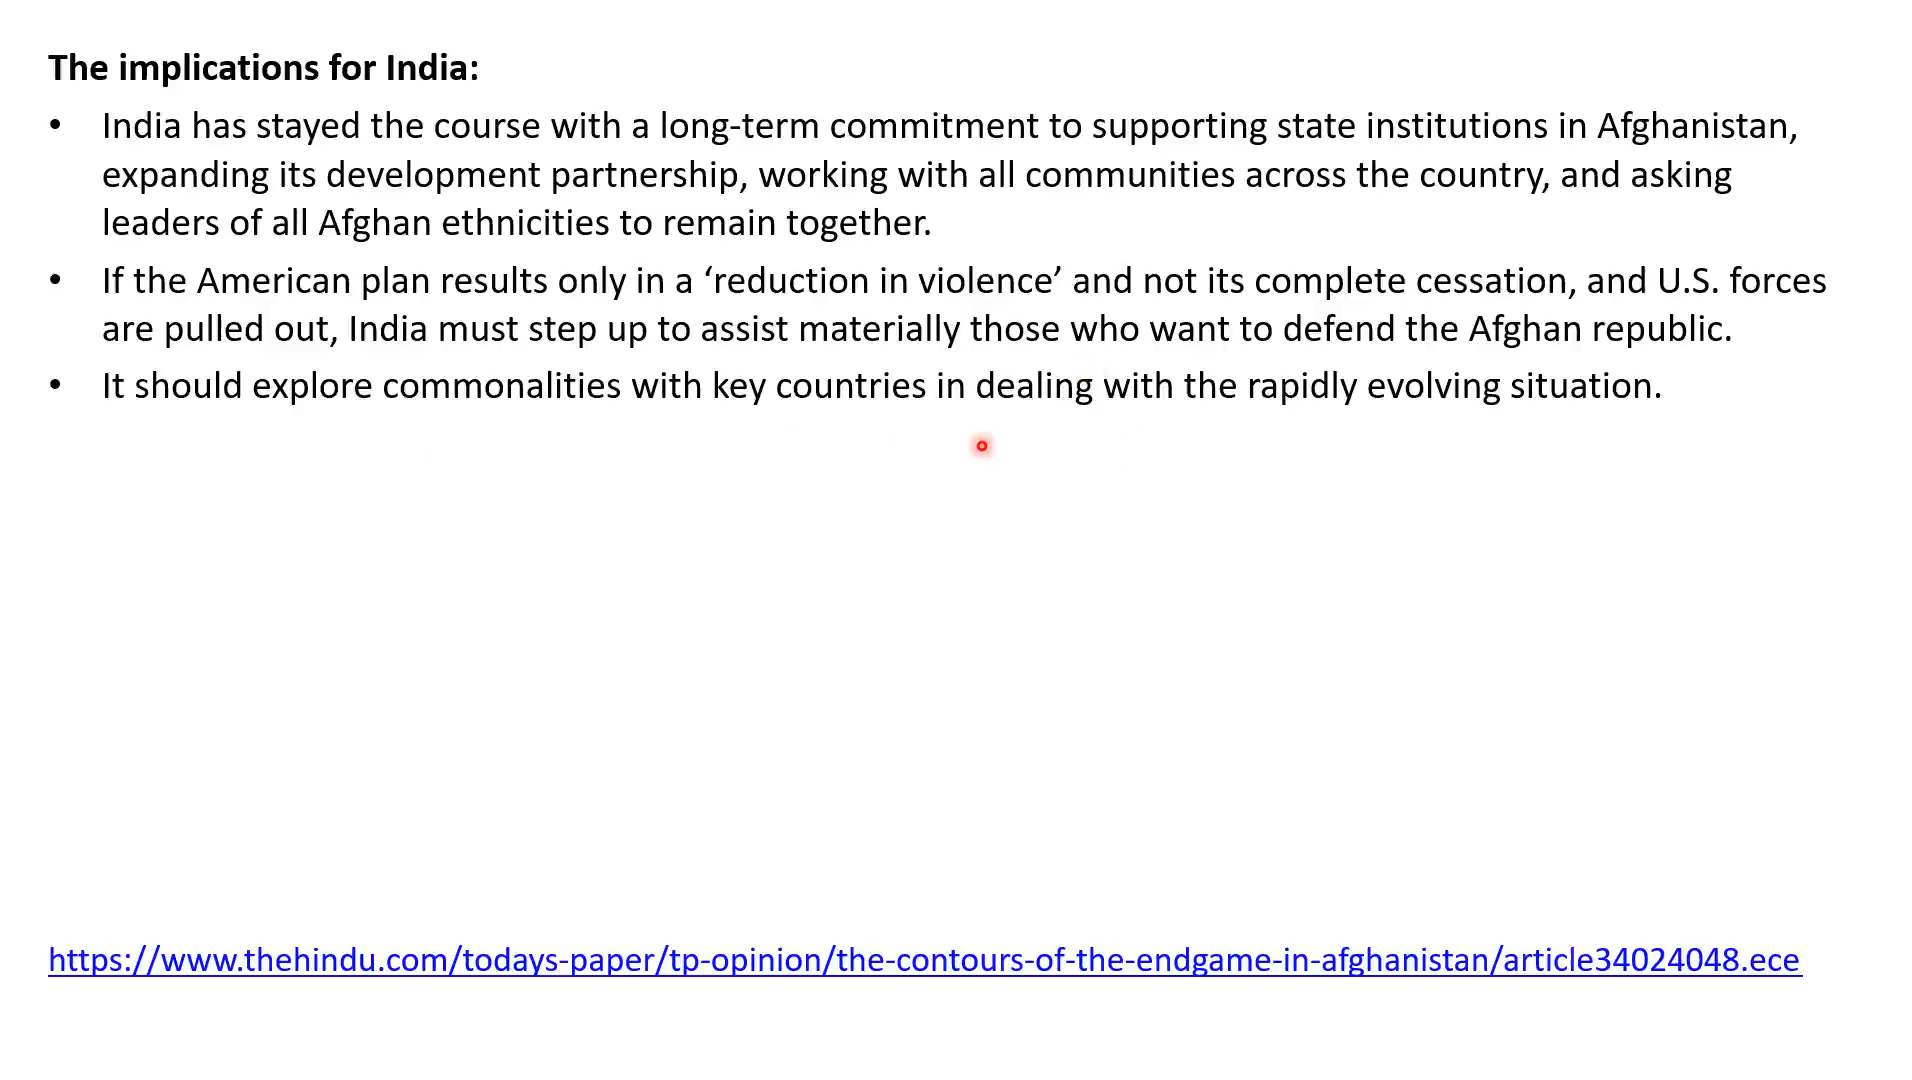 The implications for India:
• India has stayed the course with a long-term commitment to supporting state institutions in Afghanistan,
expanding its development partnership, working with all communities across the country, and asking
leaders of all Afghan ethnicities to remain together.
• If the American plan results only in a ‘reduction in violence’ and not its complete cessation, and U.S. forces
are pulled out, India must step up to assist materially those who want to defend the Afghan republic.
• It should explore commonalities with key countries in dealing with the rapidly evolving situation.
https://www.thehindu.com/todays-paper/tp-opinion/the-contours-of-the-endgame-in-afghanistan/article34024048.ece